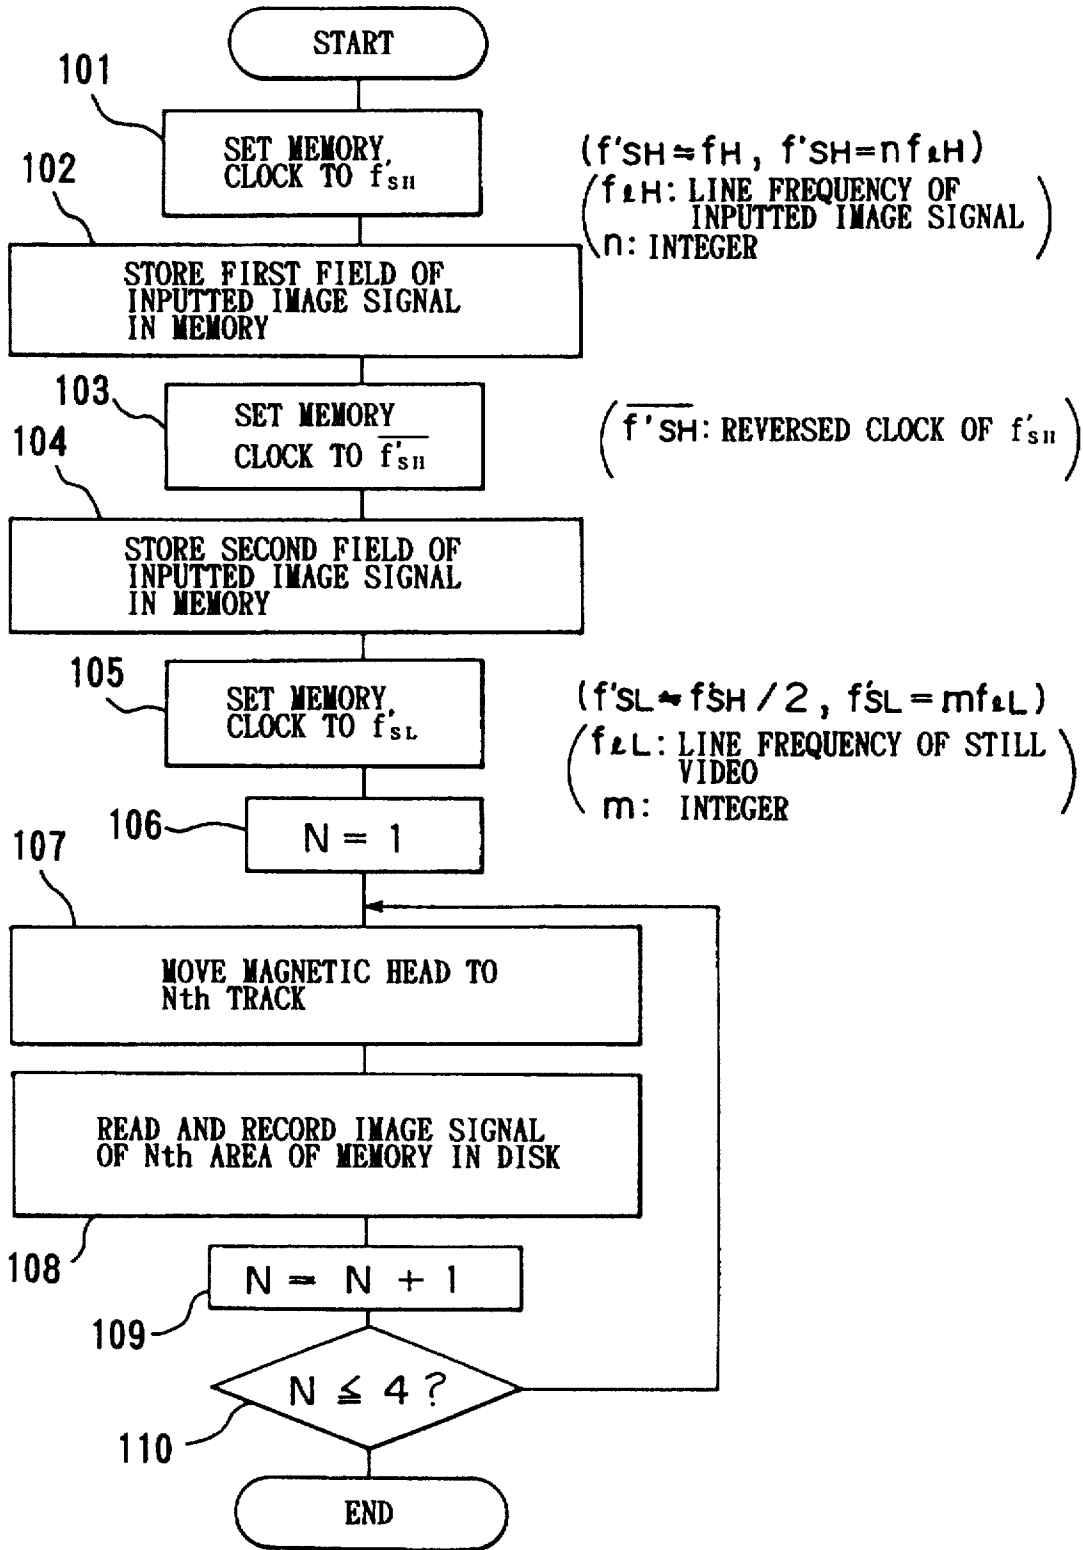 START
101
SET MEMORY,
CLOCK TO f'SH
(f'SH≒fH, f'SH=nfℓH)
(fℓH: LINE FREQUENCY OF
INPUTTED IMAGE SIGNAL)
n: INTEGER
102
STORE FIRST FIELD OF
INPUTTED IMAGE SIGNAL
IN MEMORY
103
SET MEMORY
CLOCK TO f̅'̅S̅H̅
(f̅'̅S̅H̅: REVERSED CLOCK OF f'SH)
104
STORE SECOND FIELD OF
INPUTTED IMAGE SIGNAL
IN MEMORY
105
SET MEMORY,
CLOCK TO f'SL
(f'SL≒f'SH/2, f'SL=mfℓL)
(fℓL: LINE FREQUENCY OF STILL
VIDEO)
m: INTEGER
106
N = 1
107
MOVE MAGNETIC HEAD TO
Nth TRACK
READ AND RECORD IMAGE SIGNAL
OF Nth AREA OF MEMORY IN DISK
108
N = N + 1
109
N ≦ 4?
110
END